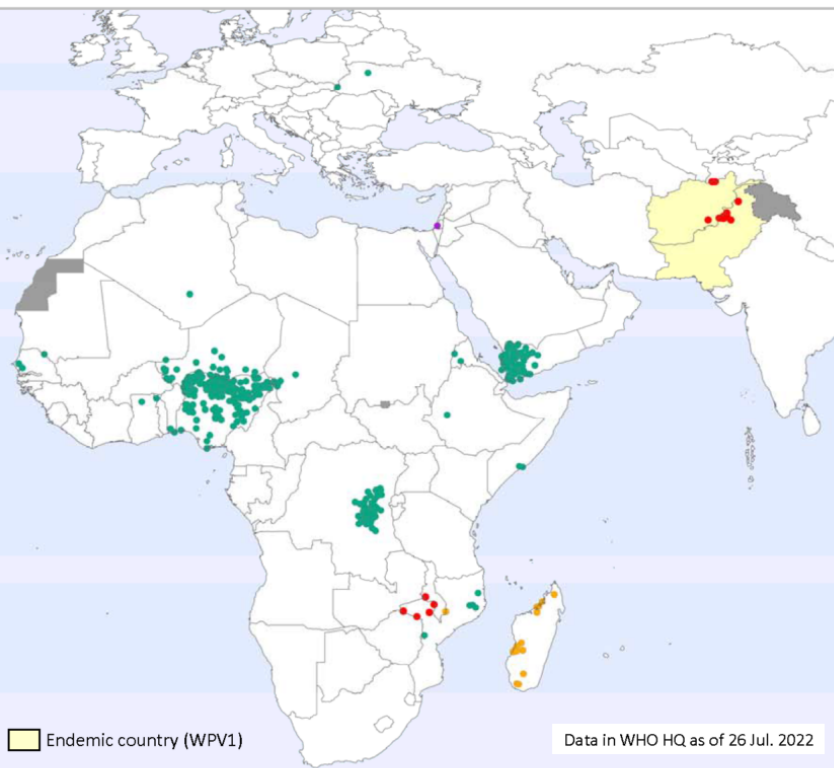 Endemic country (WPV1)
Data in WHO HQ as of 26 Jul. 2022